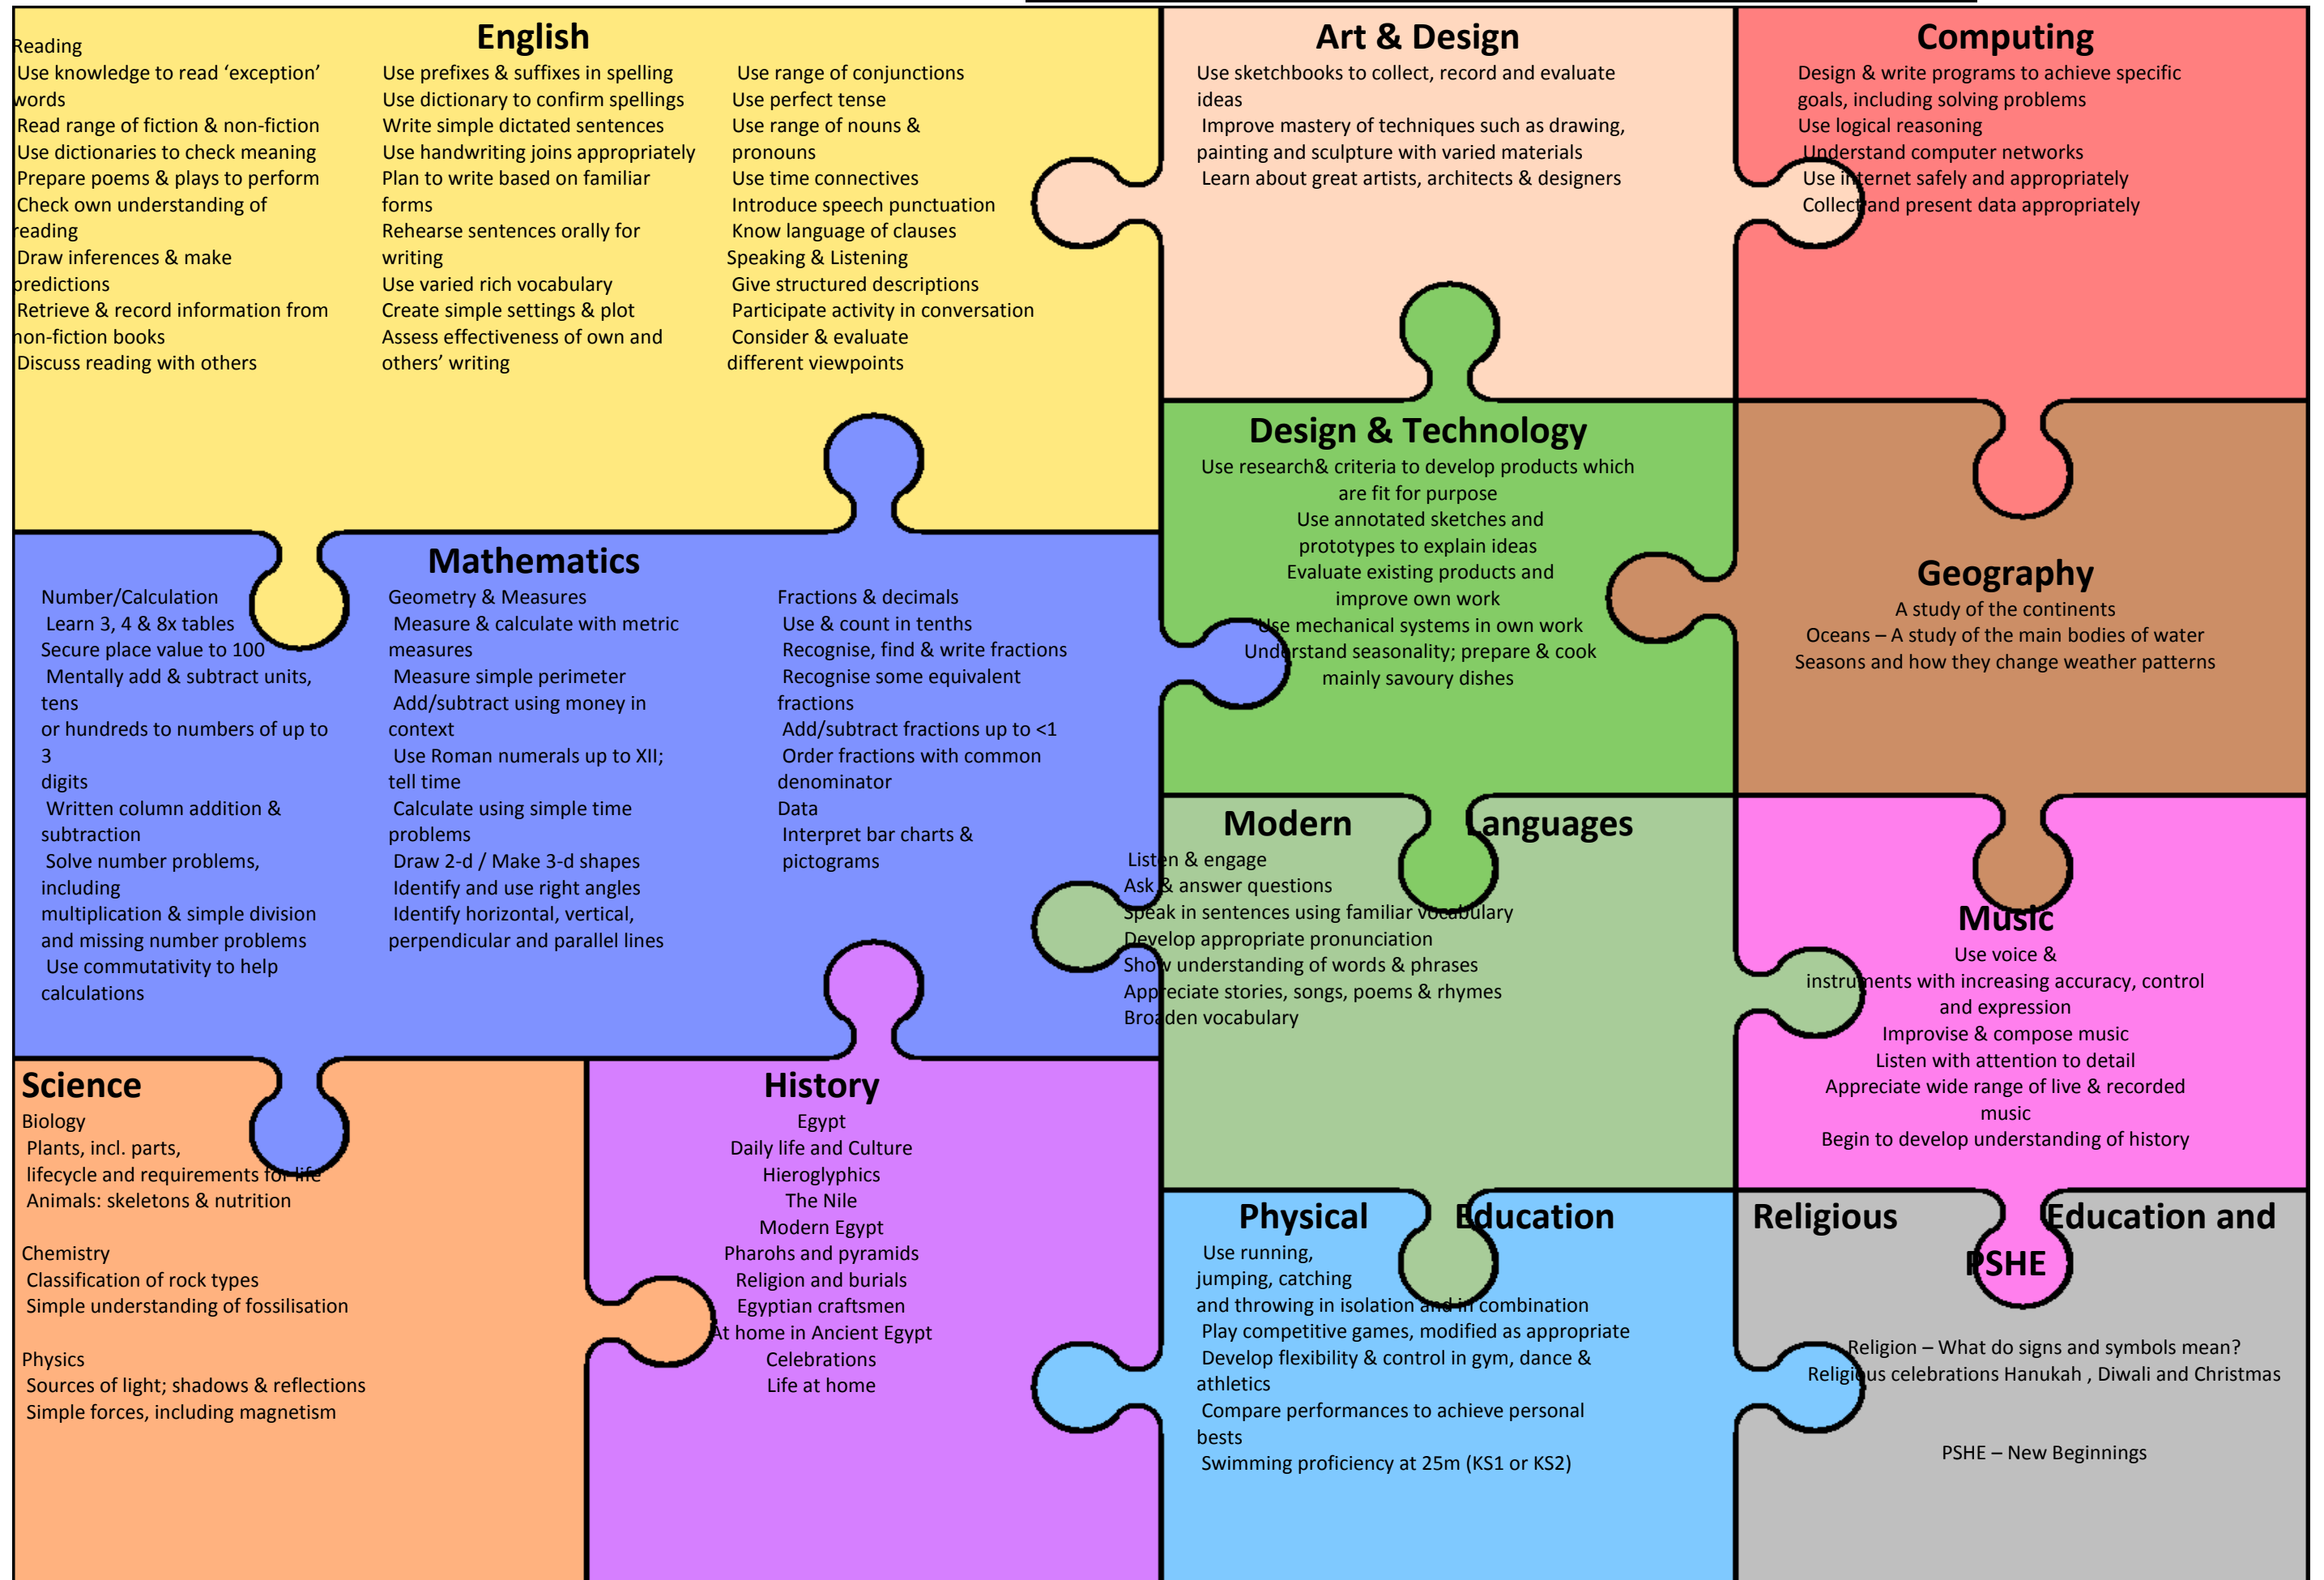 English
Reading
Use knowledge to read ‘exception’
words
Read range of fiction & non-fiction
Use dictionaries to check meaning
Prepare poems & plays to perform
Check own understanding of
reading
Draw inferences & make
predictions
Retrieve & record information from
non-fiction books
Discuss reading with others
Use prefixes & suffixes in spelling
Use dictionary to confirm spellings
Write simple dictated sentences
Use handwriting joins appropriately
Plan to write based on familiar
forms
Rehearse sentences orally for
writing
Use varied rich vocabulary
Create simple settings & plot
Assess effectiveness of own and
others’ writing
Use range of conjunctions
Use perfect tense
Use range of nouns &
pronouns
Use time connectives
Introduce speech punctuation
Know language of clauses
Speaking & Listening
Give structured descriptions
Participate activity in conversation
Consider & evaluate
different viewpoints
Art & Design
Use sketchbooks to collect, record and evaluate
ideas
Improve mastery of techniques such as drawing,
painting and sculpture with varied materials
Learn about great artists, architects & designers
Computing
Design & write programs to achieve specific
goals, including solving problems
Use logical reasoning
Understand computer networks
Use internet safely and appropriately
Collect and present data appropriately
Mathematics
Number/Calculation
Learn 3, 4 & 8x tables
Secure place value to 100
Mentally add & subtract units,
tens
or hundreds to numbers of up to
3
digits
Written column addition &
subtraction
Solve number problems,
including
multiplication & simple division
and missing number problems
Use commutativity to help
calculations
Geometry & Measures
Measure & calculate with metric
measures
Measure simple perimeter
Add/subtract using money in
context
Use Roman numerals up to XII;
tell time
Calculate using simple time
problems
Draw 2-d / Make 3-d shapes
Identify and use right angles
Identify horizontal, vertical,
perpendicular and parallel lines
Fractions & decimals
Use & count in tenths
Recognise, find & write fractions
Recognise some equivalent
fractions
Add/subtract fractions up to <1
Order fractions with common
denominator
Data
Interpret bar charts &
pictograms
Design & Technology
Use research& criteria to develop products which
are fit for purpose
Use annotated sketches and
prototypes to explain ideas
Evaluate existing products and
improve own work
Use mechanical systems in own work
Understand seasonality; prepare & cook
mainly savoury dishes
Geography
A study of the continents
Oceans – A study of the main bodies of water
Seasons and how they change weather patterns
Modern Languages
Listen & engage
Ask & answer questions
Speak in sentences using familiar vocabulary
Develop appropriate pronunciation
Show understanding of words & phrases
Appreciate stories, songs, poems & rhymes
Broaden vocabulary
Music
Use voice &
instruments with increasing accuracy, control
and expression
Improvise & compose music
Listen with attention to detail
Appreciate wide range of live & recorded
music
Begin to develop understanding of history
Science
Biology
Plants, incl. parts,
lifecycle and requirements for life
Animals: skeletons & nutrition
Chemistry
Classification of rock types
Simple understanding of fossilisation
Physics
Sources of light; shadows & reflections
Simple forces, including magnetism
History
Egypt
Daily life and Culture
Hieroglyphics
The Nile
Modern Egypt
Pharohs and pyramids
Religion and burials
Egyptian craftsmen
At home in Ancient Egypt
Celebrations
Life at home
Physical Education
Use running,
jumping, catching
and throwing in isolation and in combination
Play competitive games, modified as appropriate
Develop flexibility & control in gym, dance &
athletics
Compare performances to achieve personal
bests
Swimming proficiency at 25m (KS1 or KS2)
Religious Education and
PSHE
Religion – What do signs and symbols mean?
Religious celebrations Hanukah , Diwali and Christmas
PSHE – New Beginnings